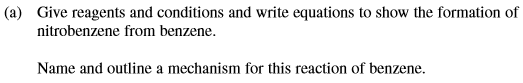 (a) Give reagents and conditions and write equations to show the formation of
nitrobenzene from benzene.
Name and outline a mechanism for this reaction of benzene.